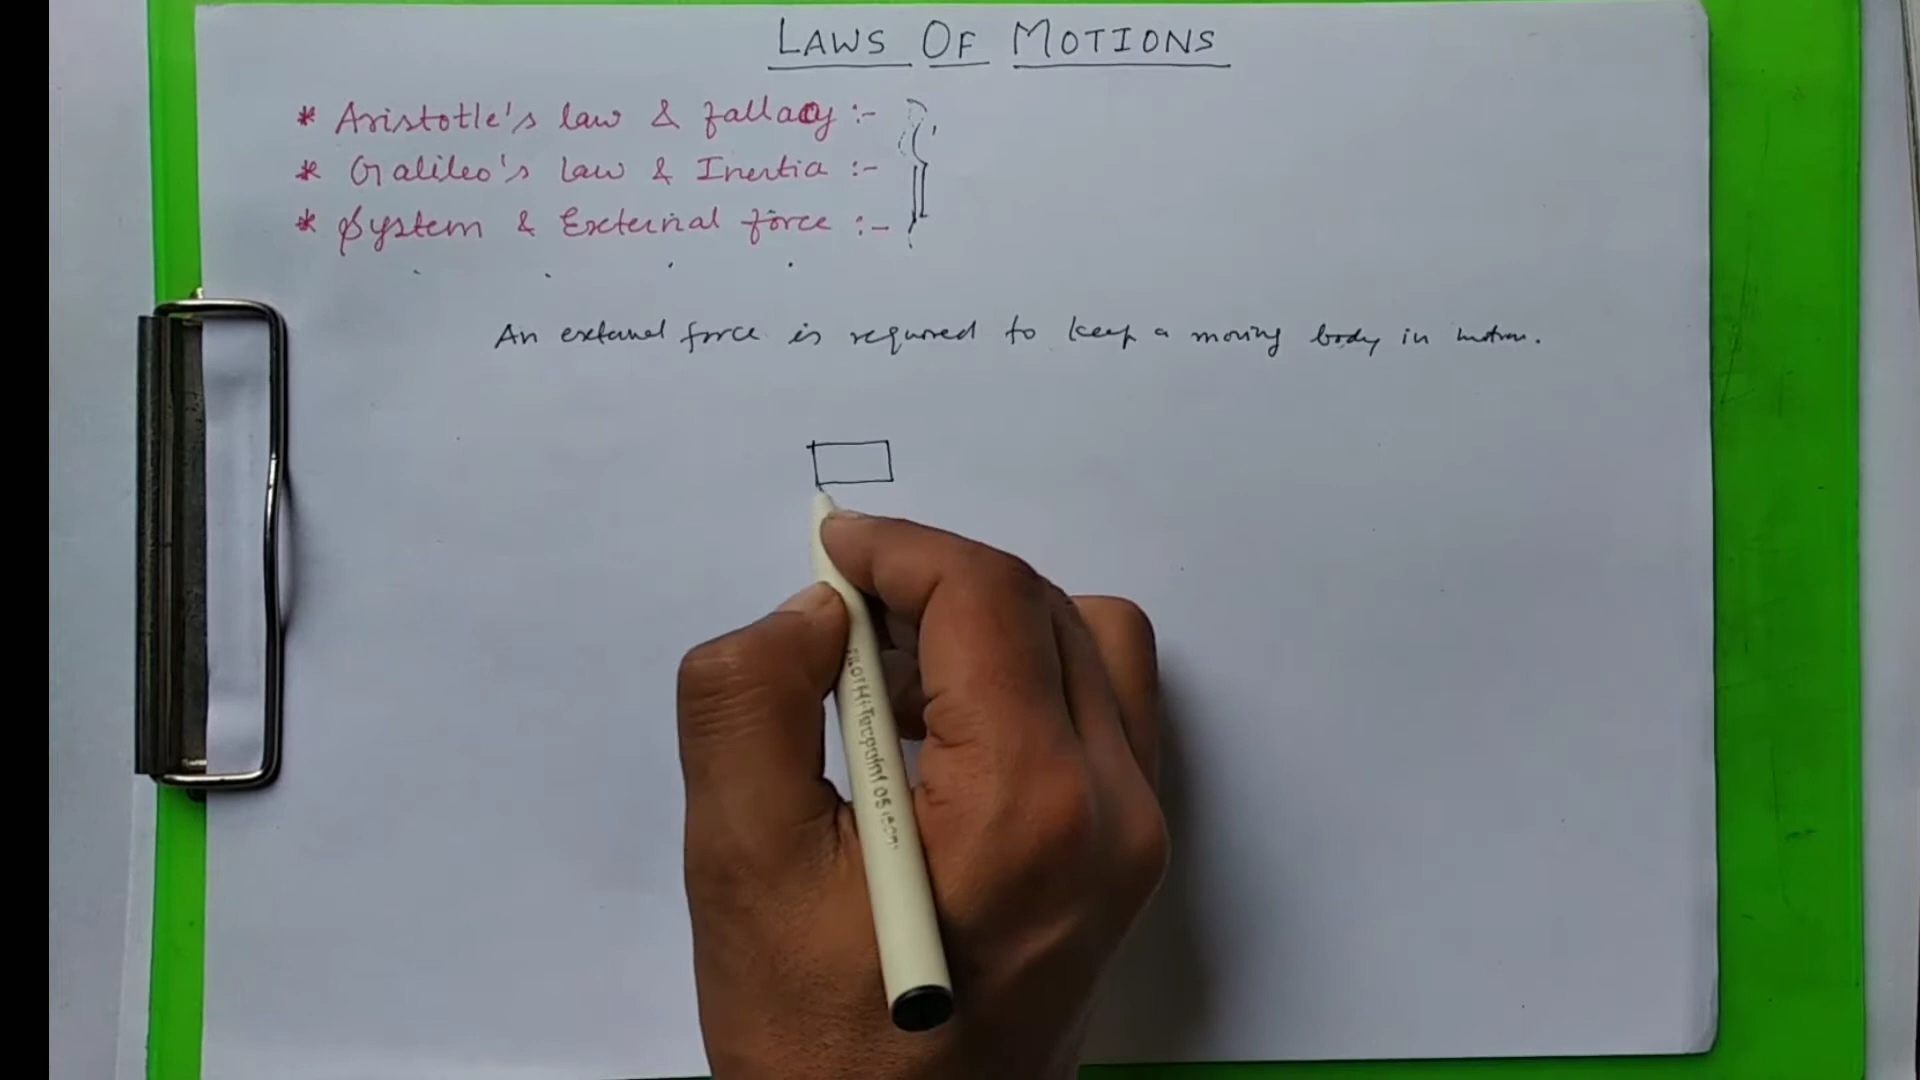 LAWS OF MOTIONS
* Aristotle's law & fallacy :-
* Galileo's law & Inertia :-
* System & External force :-
An external force is required to keep a moving body in motion.